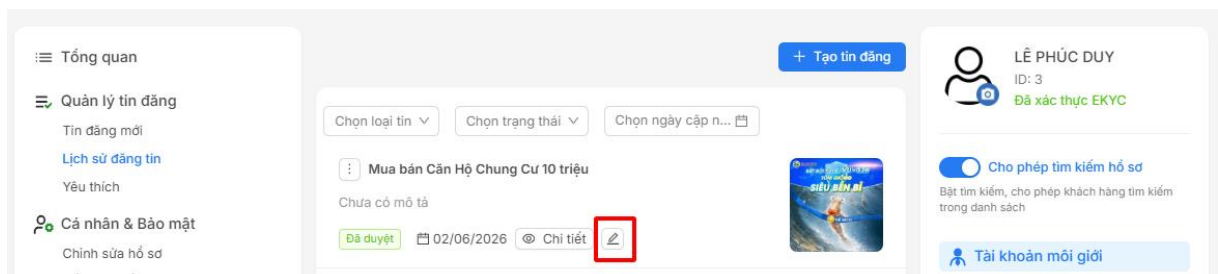 Tổng quan
Quản lý tin đăng
Tin đăng mới
Lịch sử đăng tin
Yêu thích
Cá nhân & Bảo mật
Chỉnh sửa hồ sơ
+ Tạo tin đăng
Chọn loại tin
Chọn trạng thái
Chọn ngày cập n...
Mua bán Căn Hộ Chung Cư 10 triệu
Chưa có mô tả
Đã duyệt 02/06/2026 Chi tiết
SIÊU BỀN BỈ
LÊ PHÚC DUY
ID: 3
Đã xác thực EKYC
Cho phép tìm kiếm hồ sơ
Bật tìm kiếm, cho phép khách hàng tìm kiếm
trong danh sách
Tài khoản môi giới